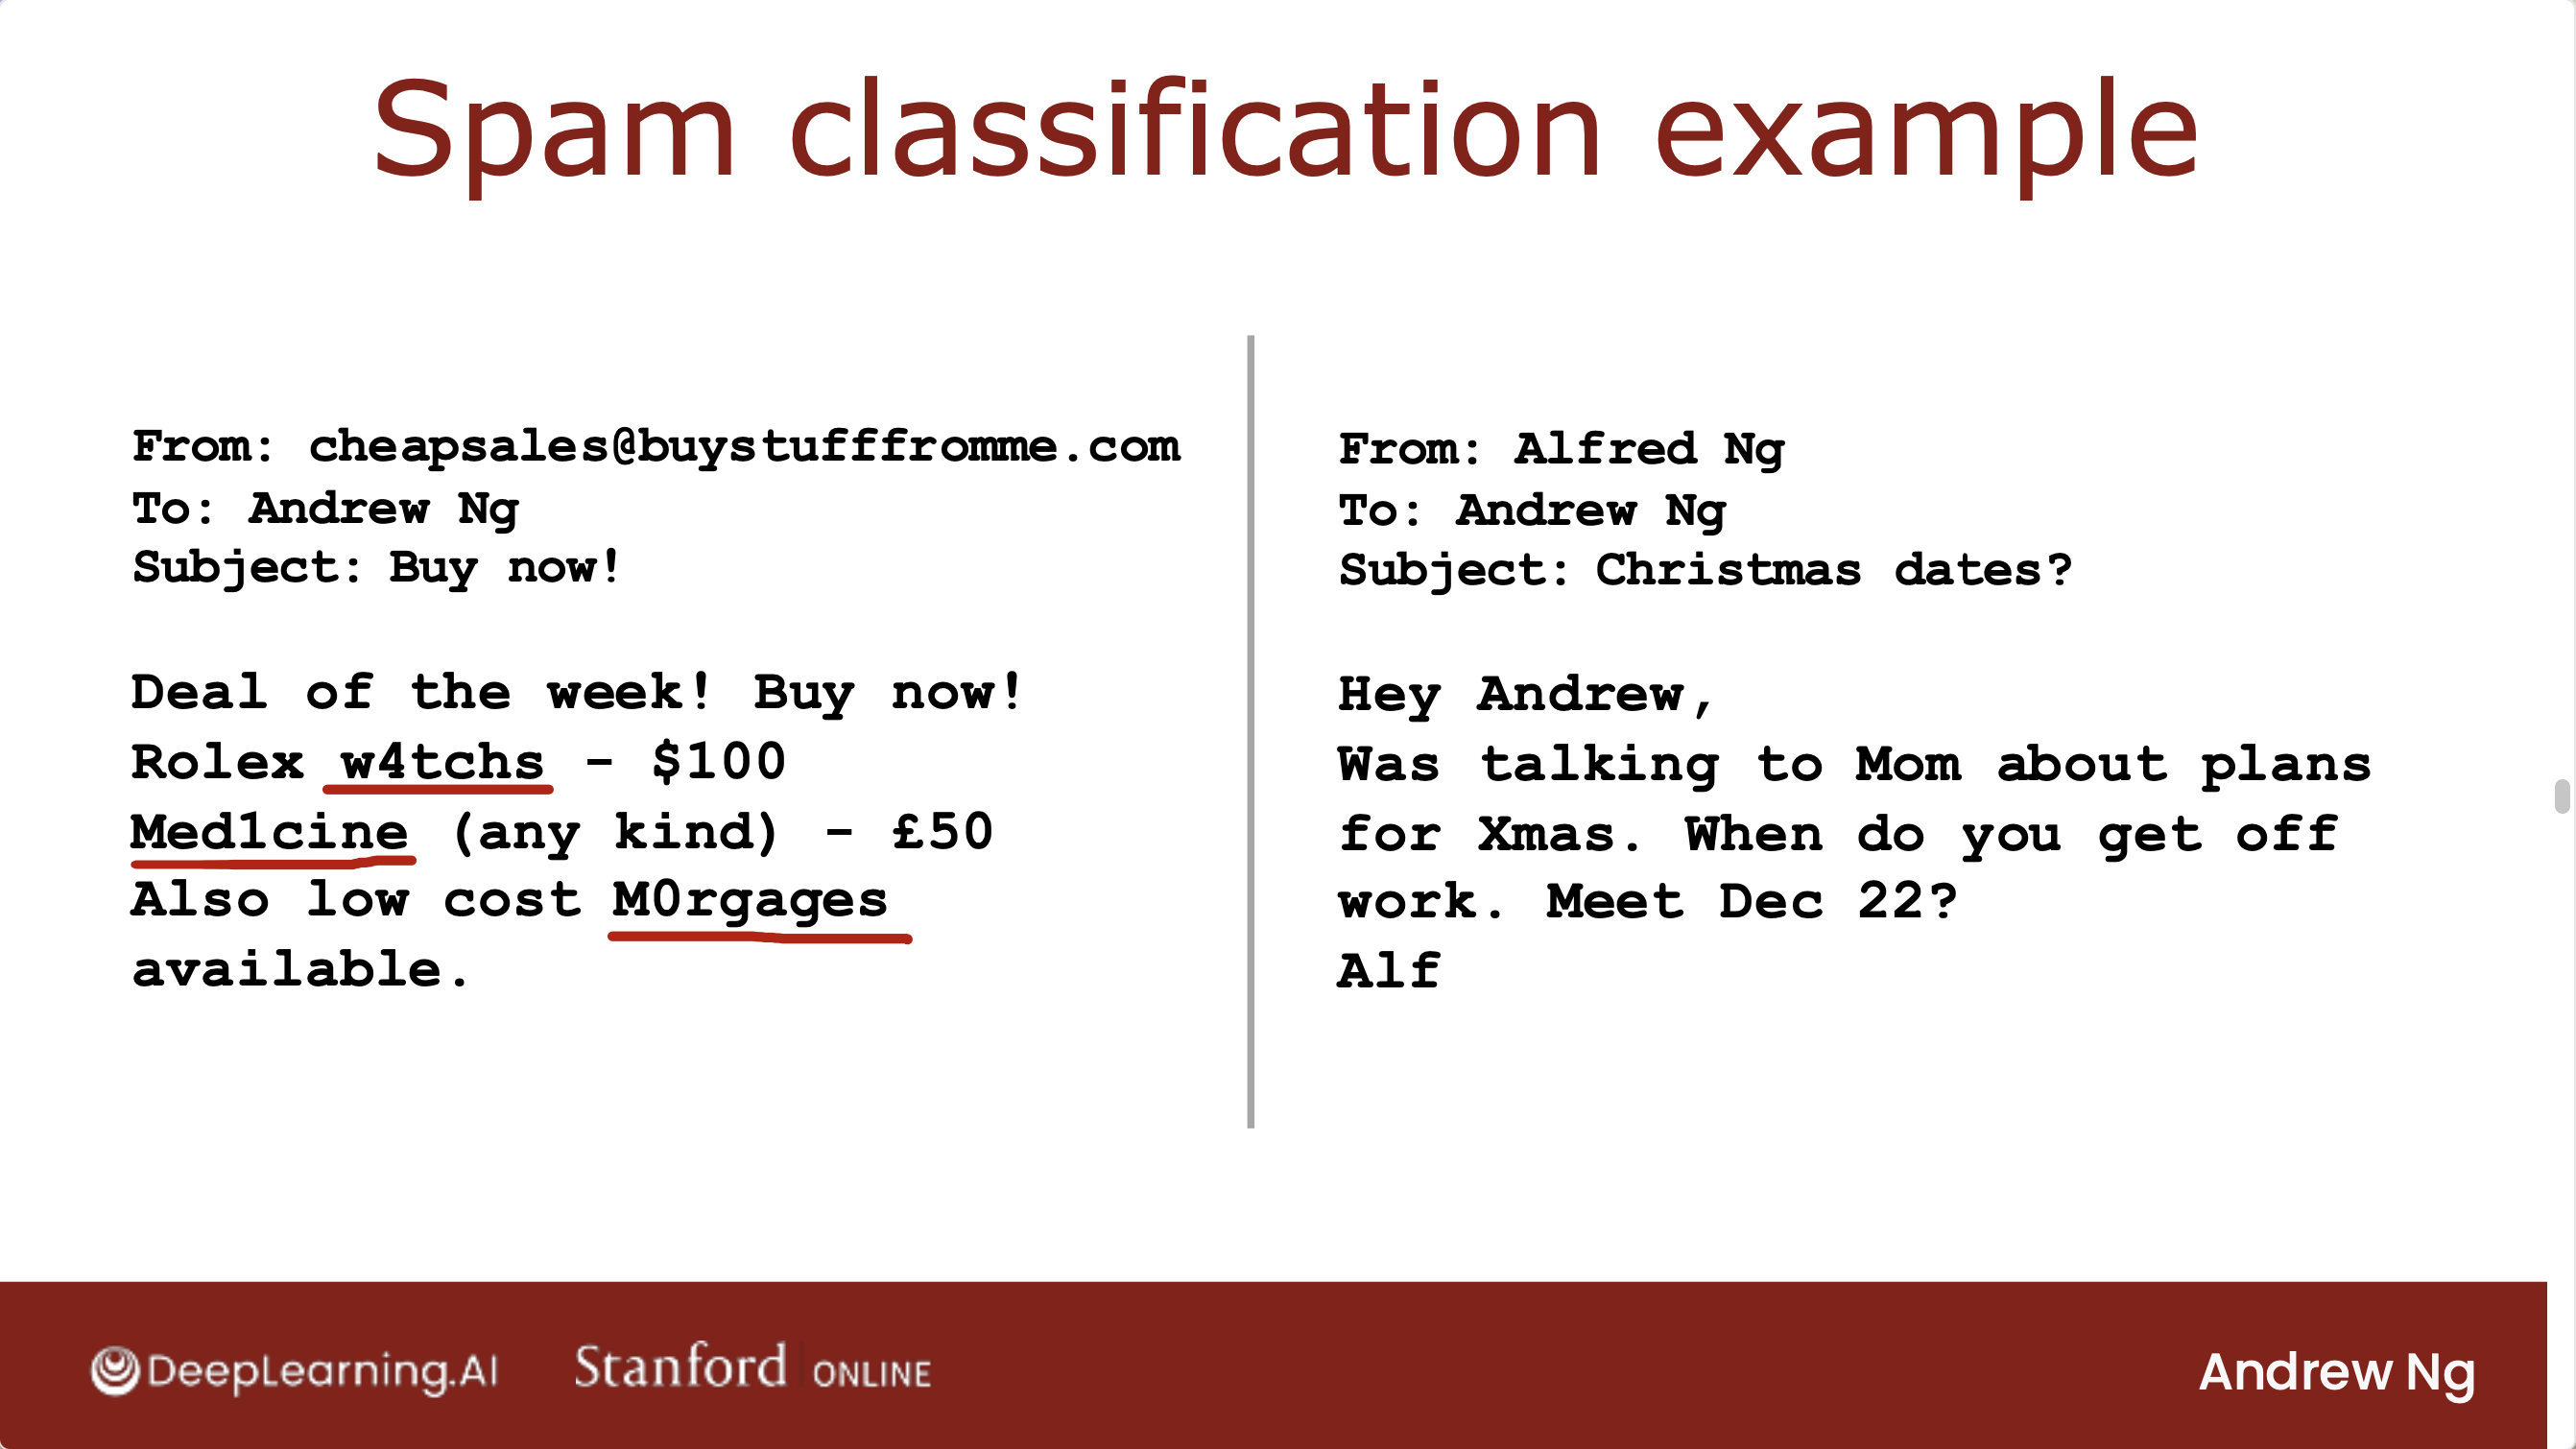 Spam classification example
From: cheapsales@buystufffromme.com
To: Andrew Ng
Subject: Buy now!
Deal of the week! Buy now!
Rolex w4tchs - $100
Med1cine (any kind) - £50
Also low cost M0rgages
available.
From: Alfred Ng
To: Andrew Ng
Subject: Christmas dates?
Hey Andrew,
Was talking to Mom about plans
for Xmas. When do you get off
work. Meet Dec 22?
Alf
DeepLearning.AI
Stanford ONLINE
Andrew Ng